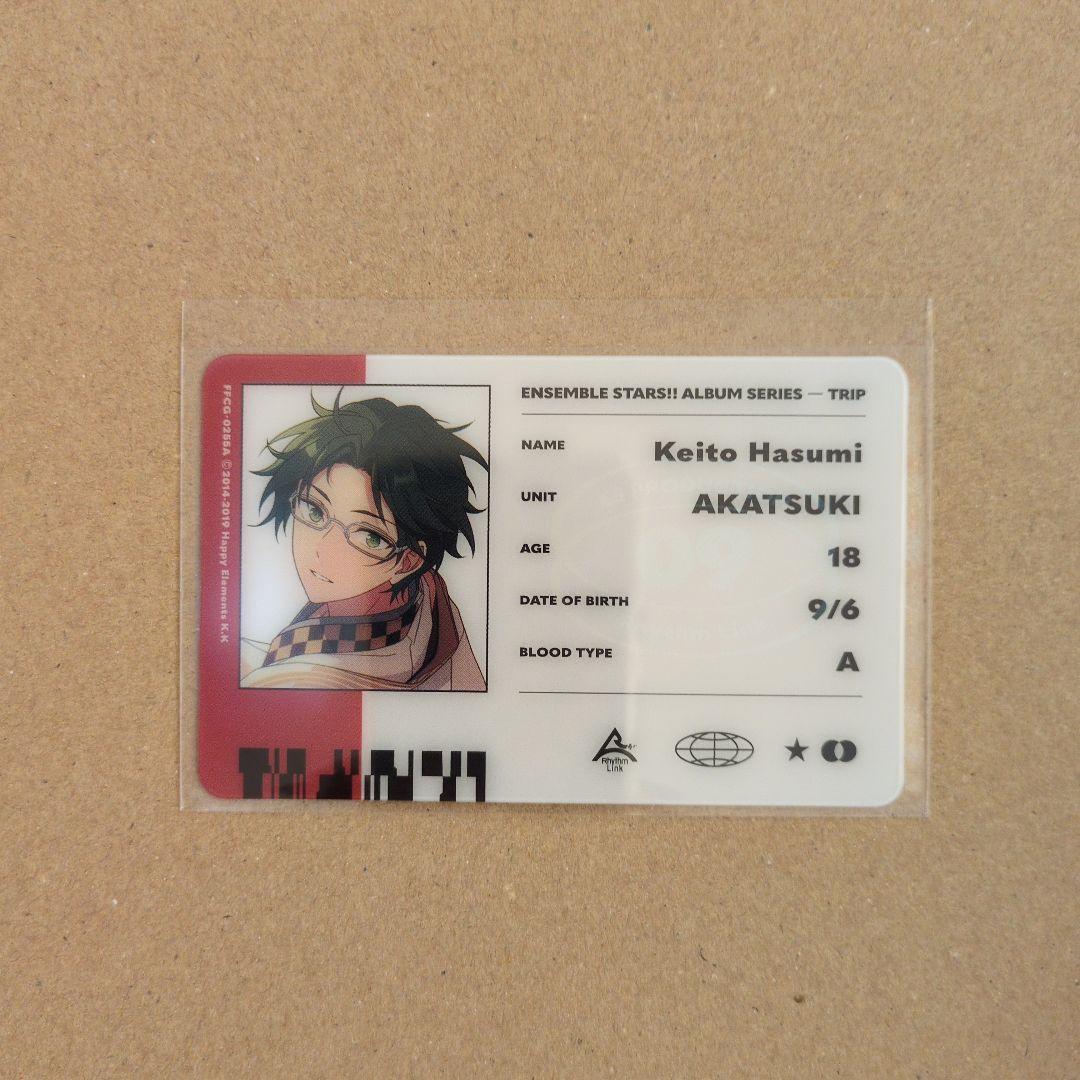 ENSEMBLE STARS!! ALBUM SERIES — TRIP
NAME Keito Hasumi
UNIT AKATSUKI
AGE 18
DATE OF BIRTH 9/6
BLOOD TYPE A
Rhythm
Link
FFCG-0255A ©2014-2019 Happy Elements K.K